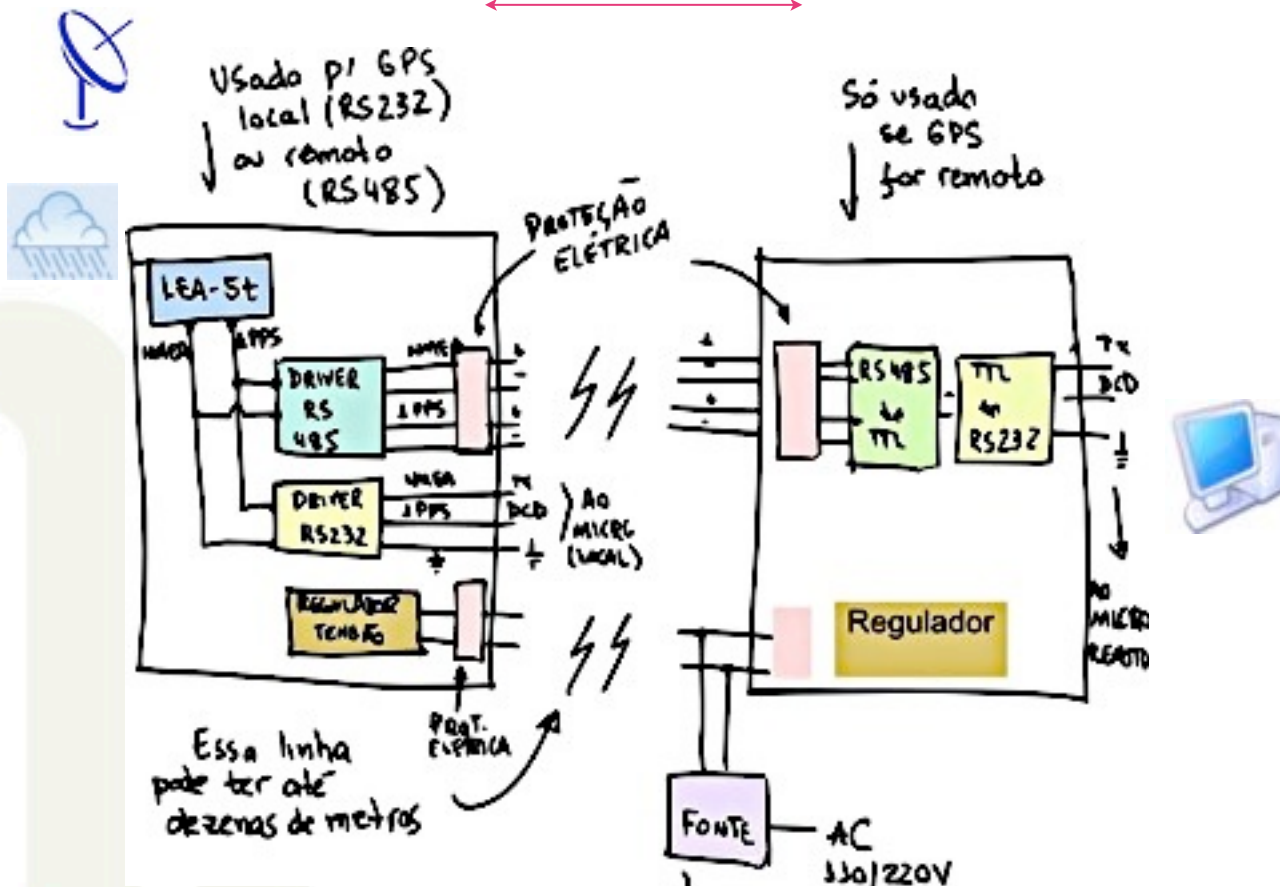 Usado p/ GPS
local (RS232)
ou remoto
(RS485)
Só usado
se GPS
for remoto
PROTEÇÃO
ELÉTRICA
LEA-5t
NMEA
1PPS
DRIVER
RS
485
NMEA
1PPS
+
-
+
-
DRIVER
RS232
NMEA
1PPS
TX
DCD
AO
MICRO
(LOCAL)
REGULADOR
TENSÃO
PROT.
ELÉTRICA
Essa linha
pode ter até
dezenas de metros
+
-
+
-
RS485
to
TTL
TTL
to
RS232
TX
DCD
AO
MICRO
REMOTO
Regulador
FONTE
AC
110/220V